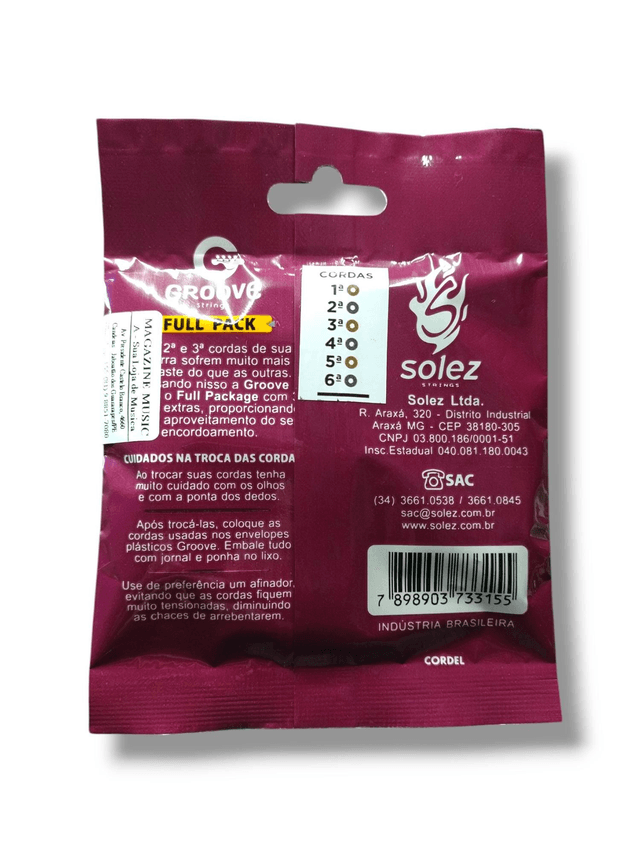 GROOVE
Strings
FULL PACK
2ª e 3ª cordas de sua
rra sofrem muito mais
aste do que as outras.
ando nisso a Groove
o Full Package com 3
extras, proporcionand
aproveitamento do se
encordoamento.
CUIDADOS NA TROCA DAS CORDA
Ao trocar suas cordas tenha
muito cuidado com os olhos
e com a ponta dos dedos.
Após trocá-las, coloque as
cordas usadas nos envelopes
plásticos Groove. Embale tudo
com jornal e ponha no lixo.
Use de preferência um afinador,
evitando que as cordas fiquem
muito tensionadas, diminuindo
as chaces de arrebentarem.
MAGAZINE MUSIC
A - Sua Loja de Musica
Av Presidente Castelo Branco, 4660
CORDAS
1ª
2ª
3ª
4ª
5ª
6ª
solez
STRINGS
Solez Ltda.
R. Araxá, 320 - Distrito Industrial
Araxá MG - CEP 38180-305
CNPJ 03.800.186/0001-51
Insc.Estadual 040.081.180.0043
SAC
(34) 3661.0538 / 3661.0845
sac@solez.com.br
www.solez.com.br
7 898903 733155
INDÚSTRIA BRASILEIRA
CORDEL